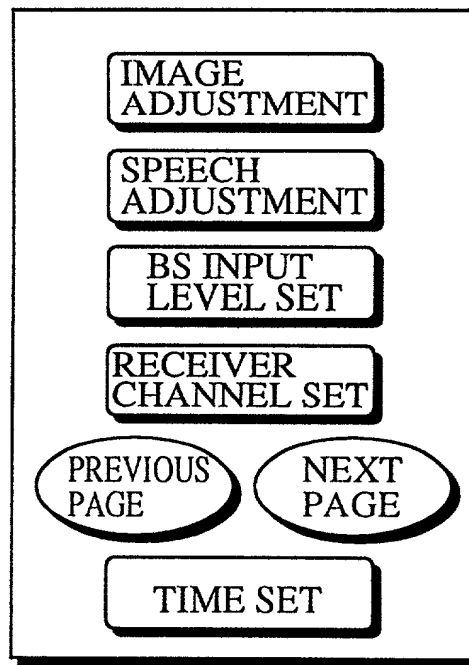 IMAGE
ADJUSTMENT
SPEECH
ADJUSTMENT
BS INPUT
LEVEL SET
RECEIVER
CHANNEL SET
PREVIOUS
PAGE
NEXT
PAGE
TIME SET